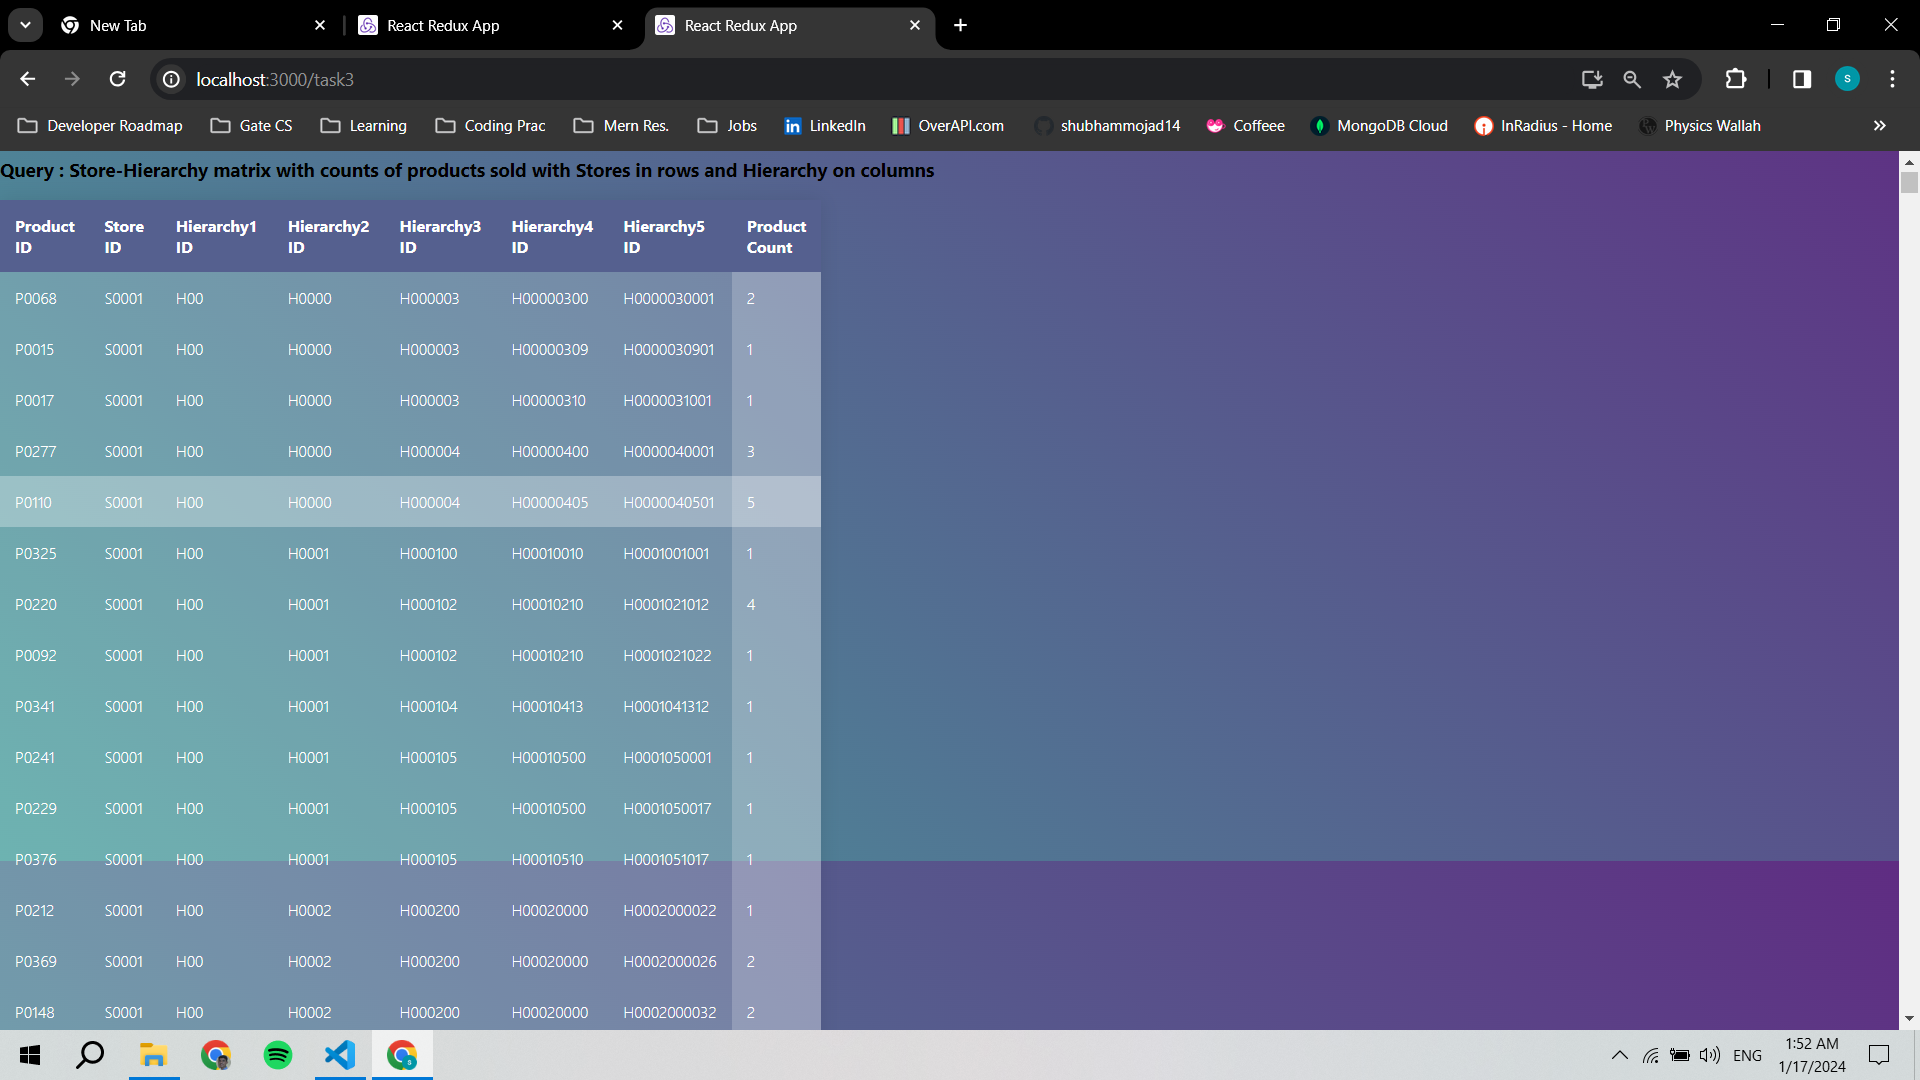 New Tab
React Redux App
React Redux App
localhost:3000/task3
S
Developer Roadmap Gate CS Learning Coding Prac Mern Res. Jobs LinkedIn OverAPI.com shubhammojad14 Coffeee MongoDB Cloud InRadius - Home Physics Wallah
Query : Store-Hierarchy matrix with counts of products sold with Stores in rows and Hierarchy on columns
Product ID Store ID Hierarchy1 ID Hierarchy2 ID Hierarchy3 ID Hierarchy4 ID Hierarchy5 ID Product Count
P0068 S0001 H00 H0000 H000003 H00000300 H0000030001 2
P0015 S0001 H00 H0000 H000003 H00000309 H0000030901 1
P0017 S0001 H00 H0000 H000003 H00000310 H0000031001 1
P0277 S0001 H00 H0000 H000004 H00000400 H0000040001 3
P0110 S0001 H00 H0000 H000004 H00000405 H0000040501 5
P0325 S0001 H00 H0001 H000100 H00010010 H0001001001 1
P0220 S0001 H00 H0001 H000102 H00010210 H0001021012 4
P0092 S0001 H00 H0001 H000102 H00010210 H0001021022 1
P0341 S0001 H00 H0001 H000104 H00010413 H0001041312 1
P0241 S0001 H00 H0001 H000105 H00010500 H0001050001 1
P0229 S0001 H00 H0001 H000105 H00010500 H0001050017 1
P0376 S0001 H00 H0001 H000105 H00010510 H0001051017 1
P0212 S0001 H00 H0002 H000200 H00020000 H0002000022 1
P0369 S0001 H00 H0002 H000200 H00020000 H0002000026 2
P0148 S0001 H00 H0002 H000200 H00020000 H0002000032 2
ENG
1:52 AM
1/17/2024